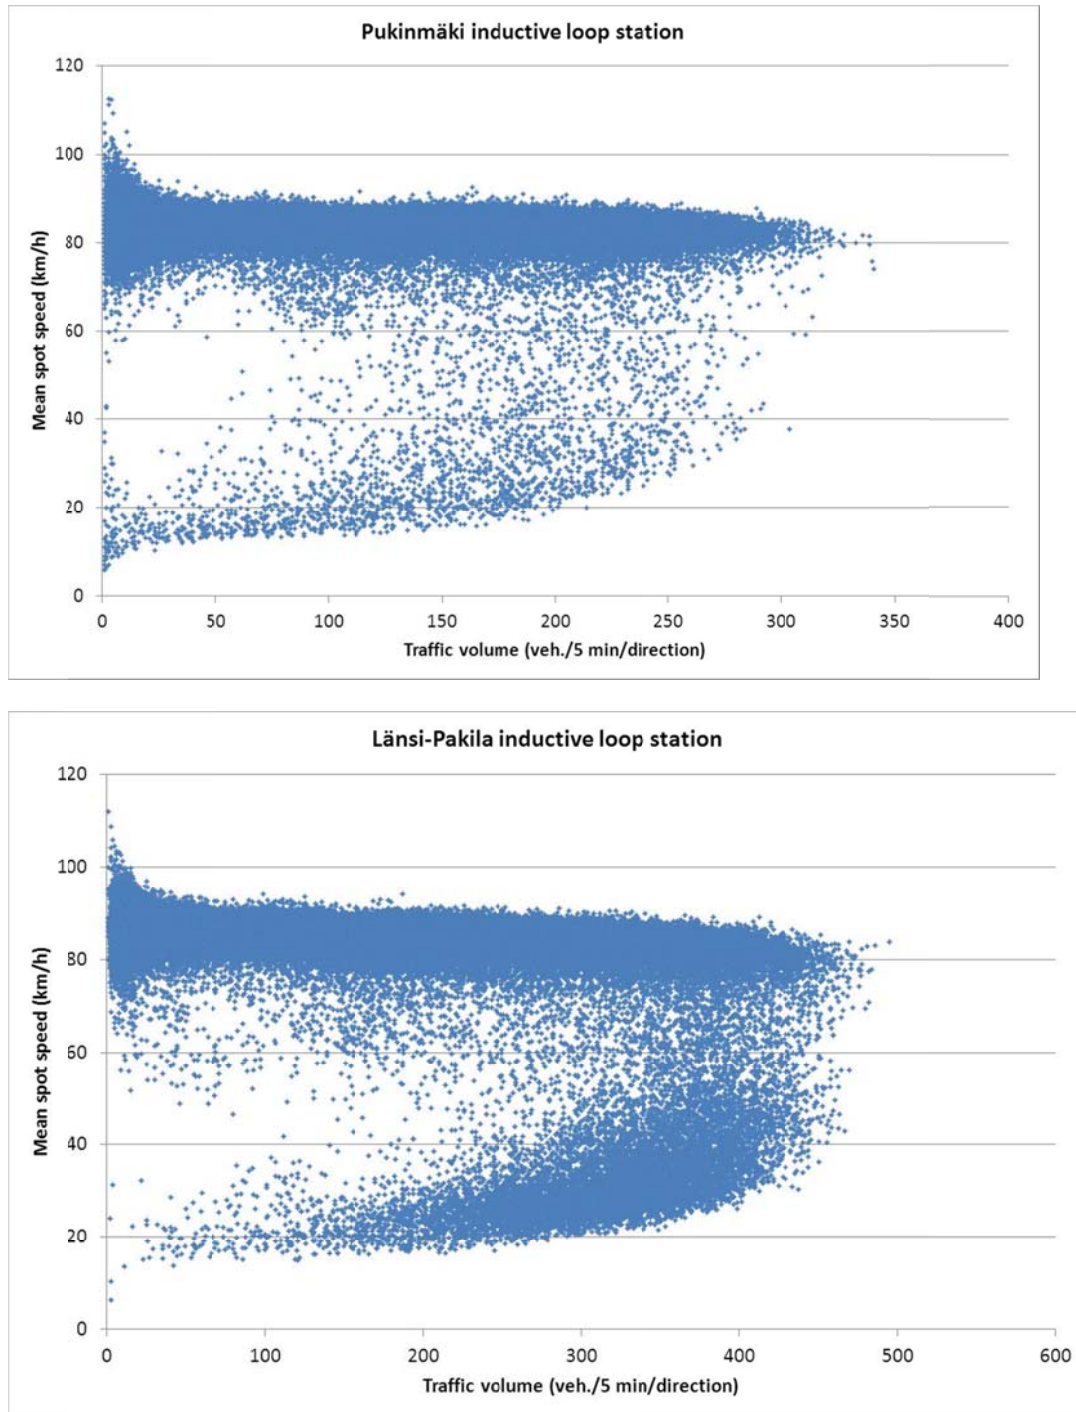 Pukinmäki inductive loop station
120
100
80
60
40
20
0
Mean spot speed (km/h)
0 50 100 150 200 250 300 350 400
Traffic volume (veh./5 min/direction)
Länsi-Pakila inductive loop station
120
100
80
60
40
20
0
Mean spot speed (km/h)
0 100 200 300 400 500 600
Traffic volume (veh./5 min/direction)